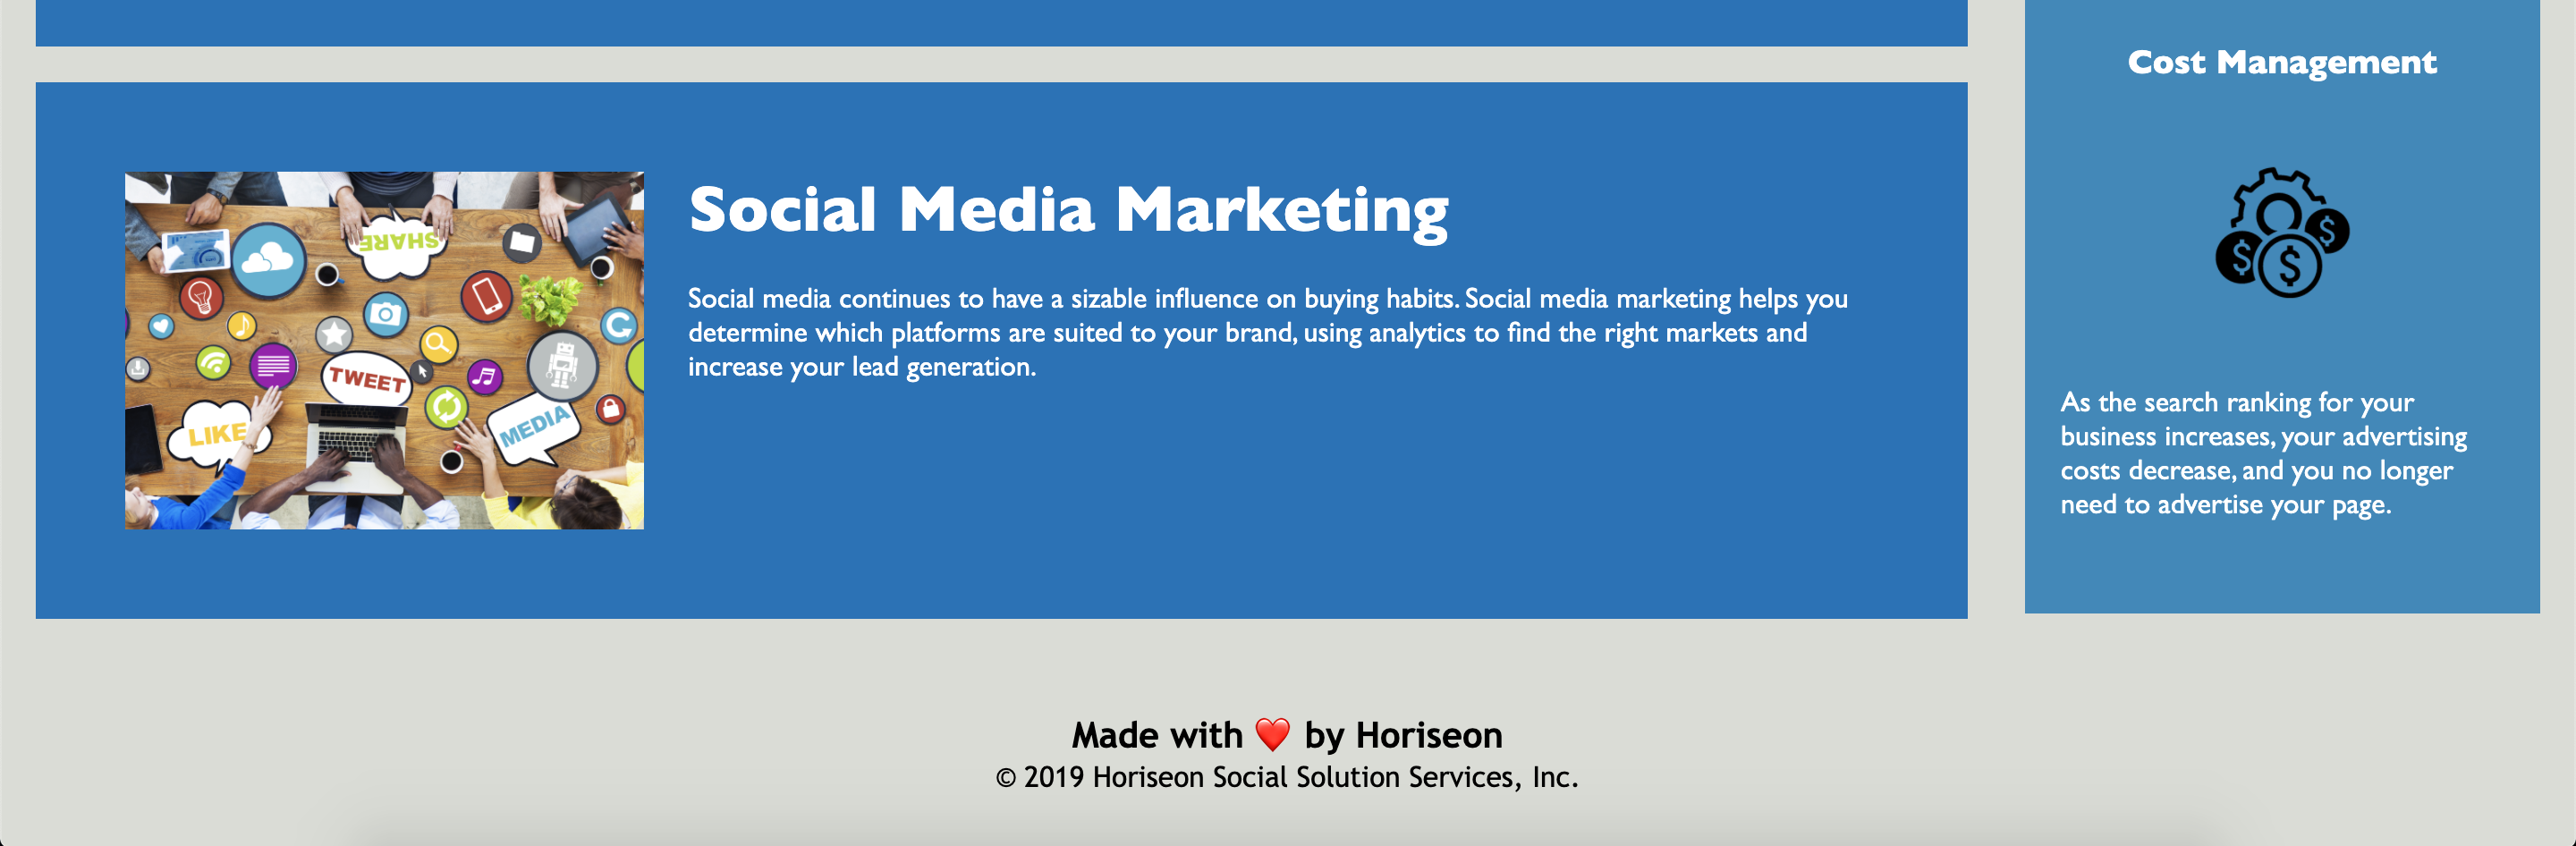 Social Media Marketing
Social media continues to have a sizable influence on buying habits. Social media marketing helps you
determine which platforms are suited to your brand, using analytics to find the right markets and
increase your lead generation.
SHARE
TWEET
LIKE
MEDIA
Cost Management
$
$
$
As the search ranking for your
business increases, your advertising
costs decrease, and you no longer
need to advertise your page.
Made with ❤️ by Horiseon
© 2019 Horiseon Social Solution Services, Inc.